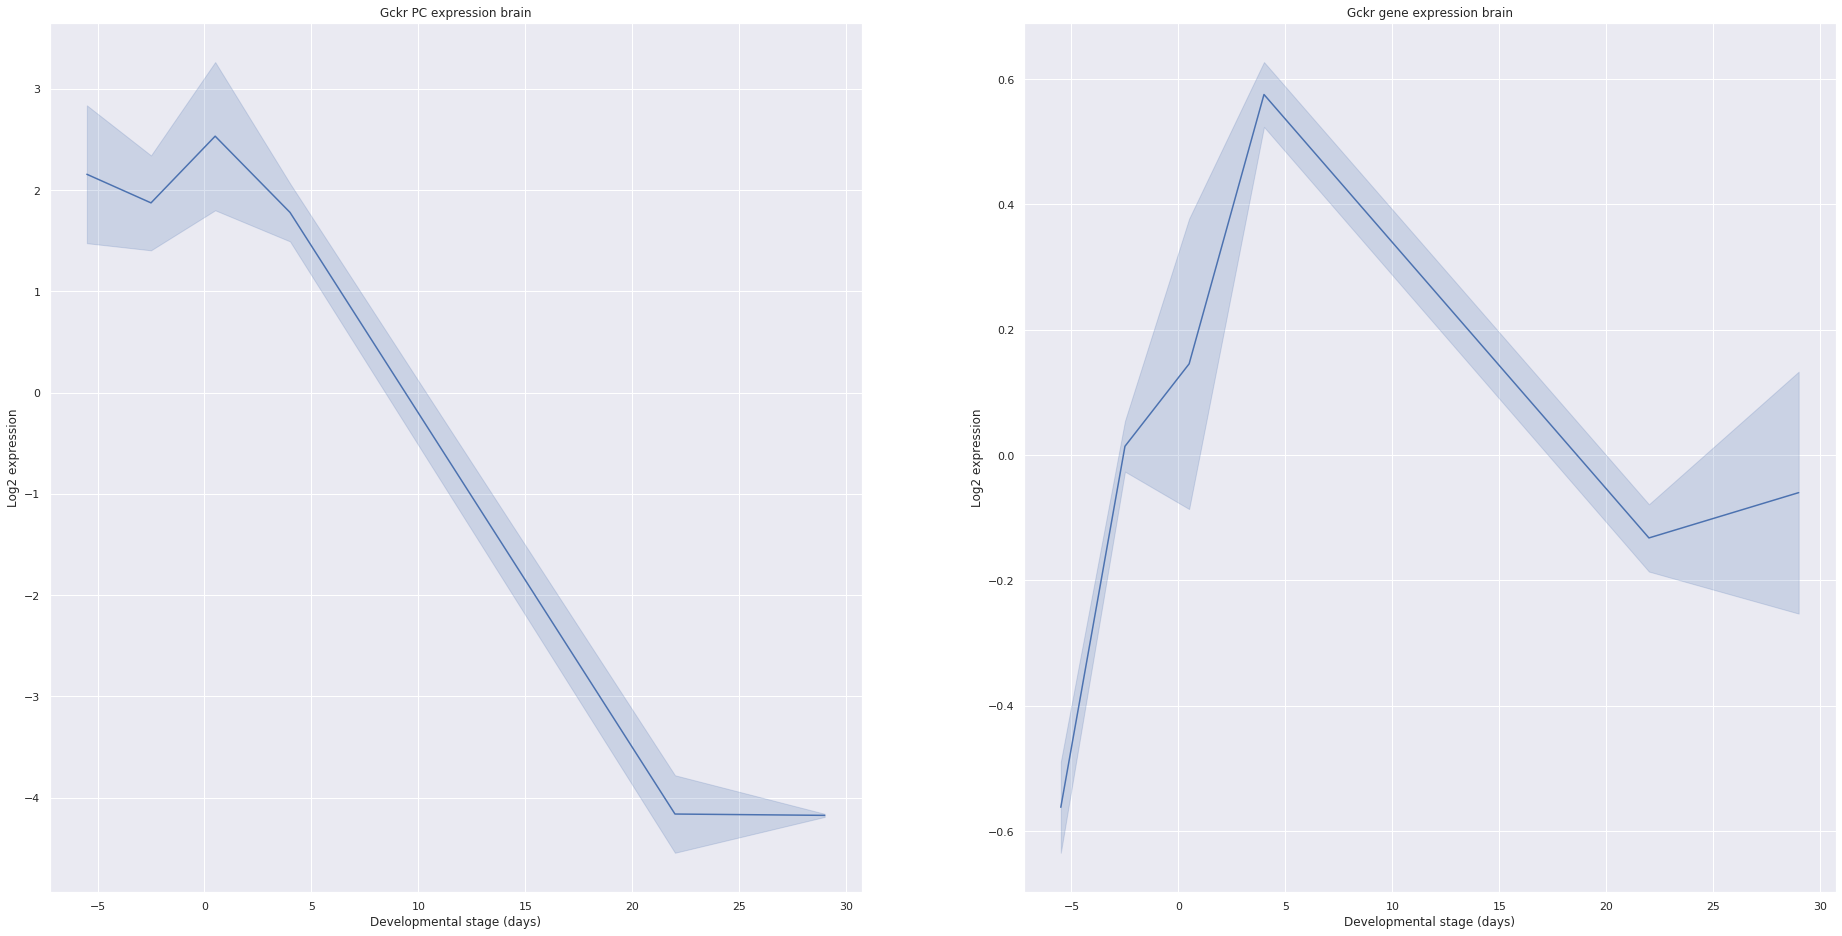 Gckr PC expression brain
3
2
1
0
−1
−2
−3
−4
Log2 expression
−5 0 5 10 15 20 25 30
Developmental stage (days)
Gckr gene expression brain
0.6
0.4
0.2
0.0
−0.2
−0.4
−0.6
Log2 expression
−5 0 5 10 15 20 25 30
Developmental stage (days)